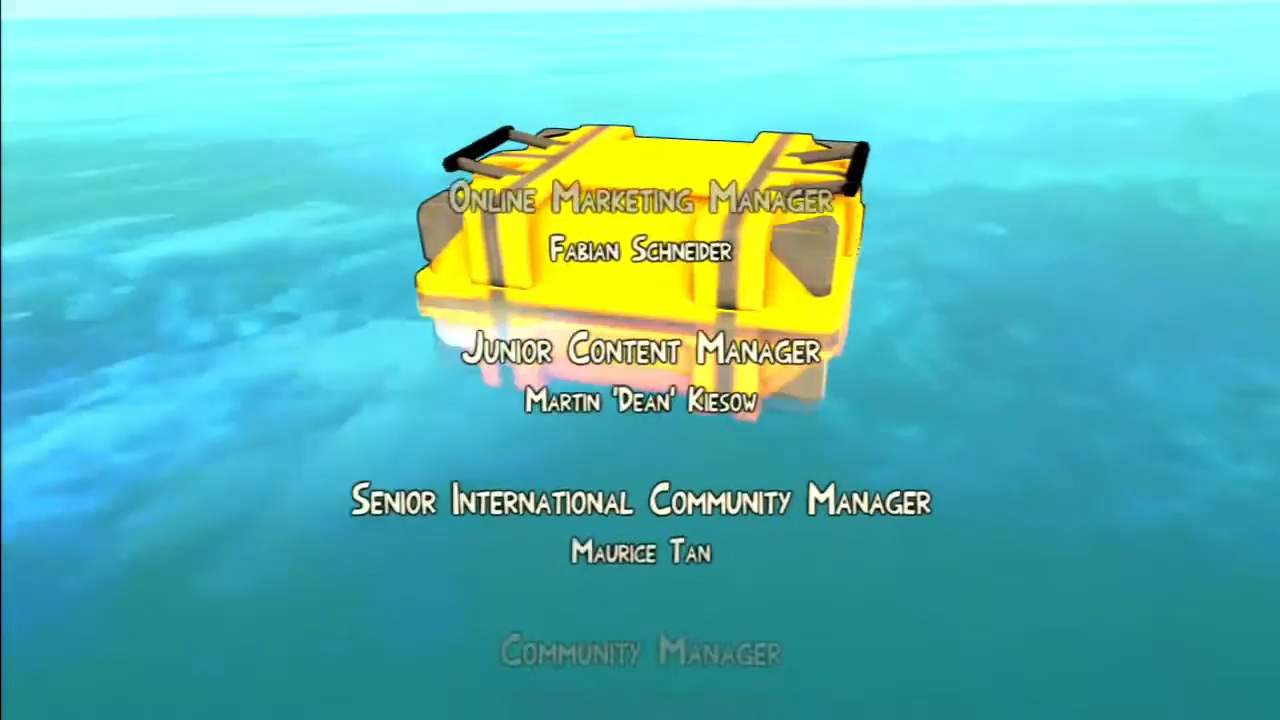 Online Marketing Manager
Fabian Schneider
Junior Content Manager
Martin 'Dean' Kiesow
Senior International Community Manager
Maurice Tan
Community Manager